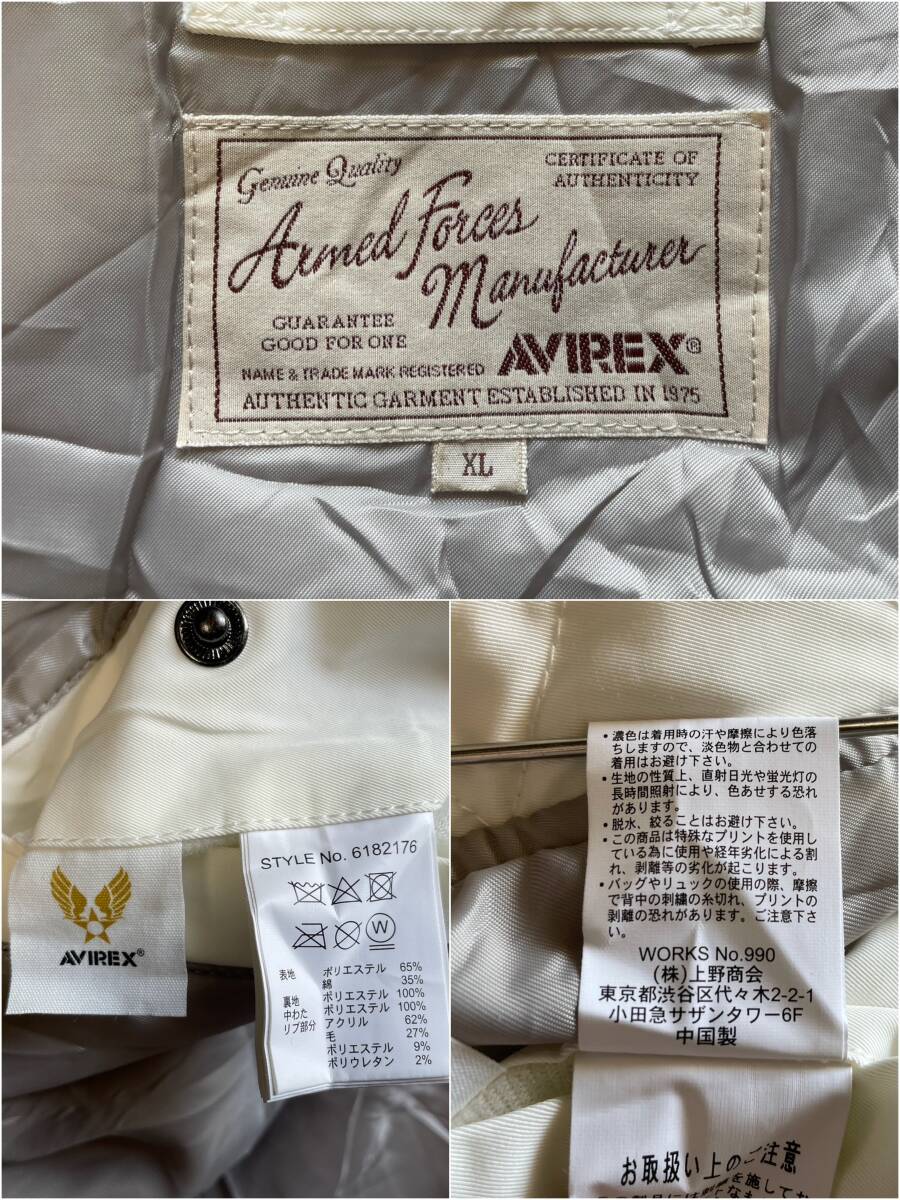 Genuine Quality
CERTIFICATE OF
AUTHENTICITY
Armed Forces
Manufacturer
GUARANTEE
GOOD FOR ONE
AVIREX®
NAME & TRADE MARK REGISTERED
AUTHENTIC GARMENT ESTABLISHED IN 1975
XL
AVIREX®
STYLE No. 6182176
W
表地 ポリエステル 65%
綿 35%
裏地 ポリエステル 100%
中わた ポリエステル 100%
リブ部分 アクリル 62%
毛 27%
ポリエステル 9%
ポリウレタン 2%
・濃色は着用時の汗や摩擦により色落
ちしますので、淡色物と合わせての
着用はお避け下さい。
・生地の性質上、直射日光や蛍光灯の
長時間照射により、色あせする恐れ
があります。
・脱水、絞ることはお避け下さい。
・この商品は特殊なプリントを使用し
ている為に使用や経年劣化による割
れ、剥離等の劣化が起こります。
・バッグやリュックの使用の際、摩擦
で背中の刺繍の糸切れ、プリントの
剥離の恐れがあります。ご注意下さ
い。
WORKS No.990
(株)上野商会
東京都渋谷区代々木2-2-1
小田急サザンタワー6F
中国製
お取扱い上のご注意